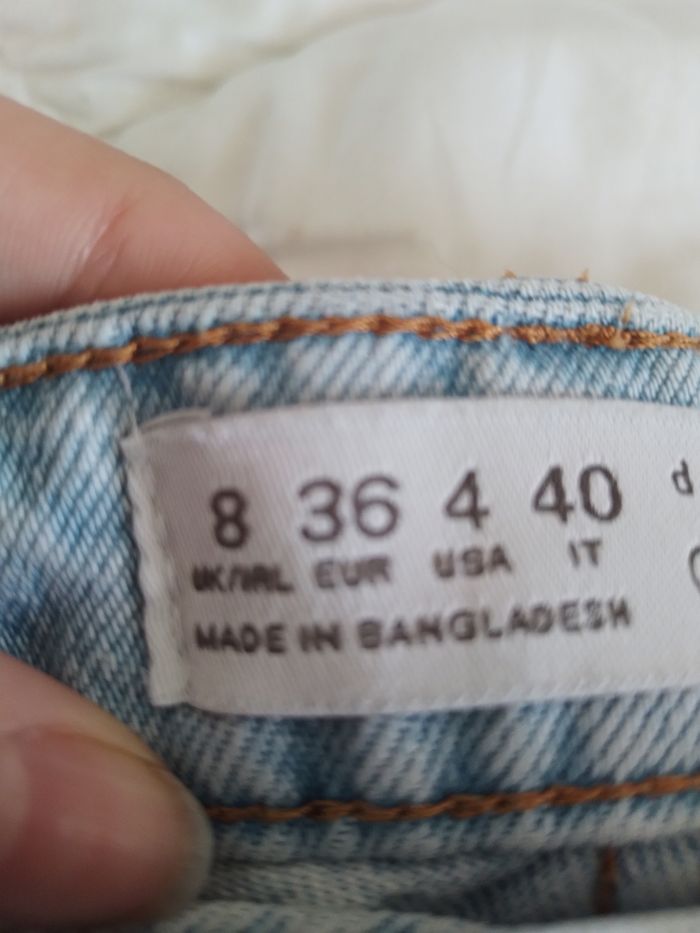 8 36 4 40
UK/IRL EUR USA IT
MADE IN BANGLADESH